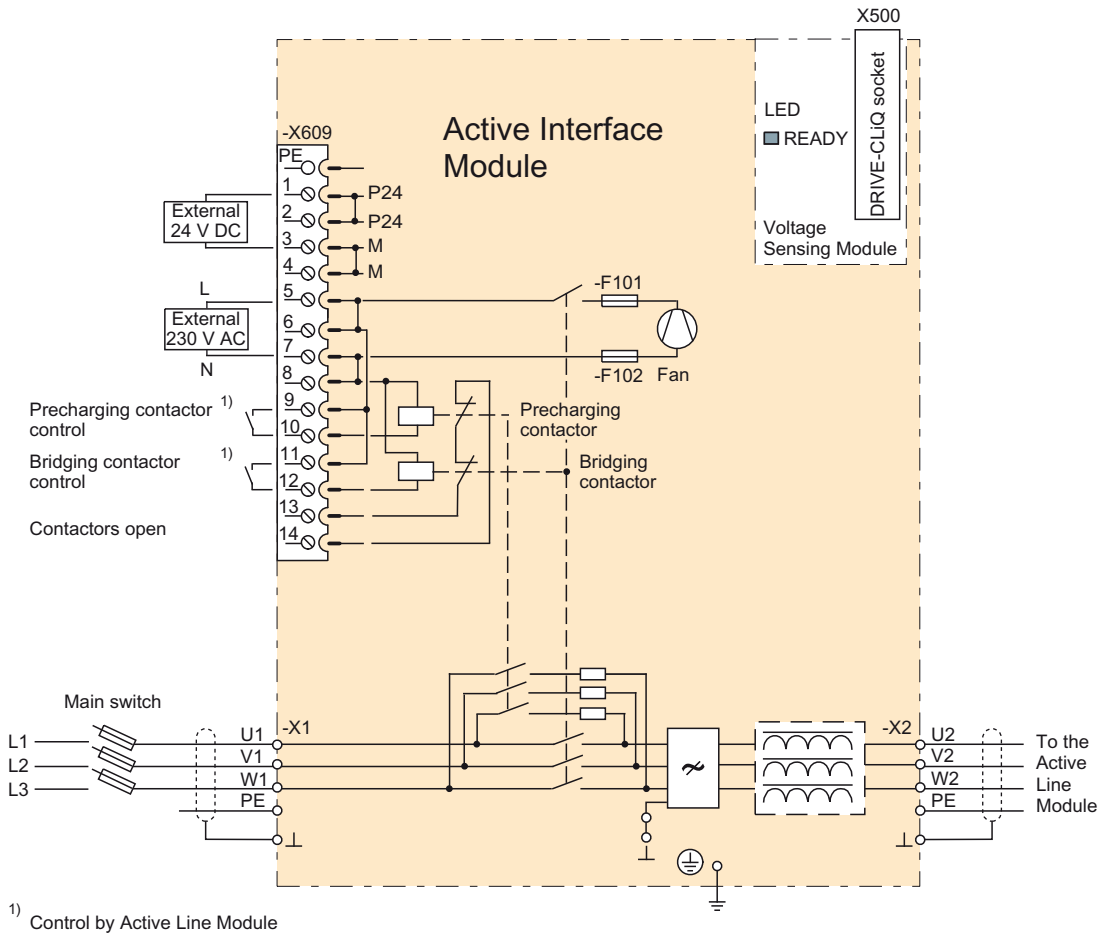 X500
DRIVE-CLiQ socket
LED
READY
Voltage
Sensing Module
Active Interface
Module
-X609
PE
1
2
3
4
5
6
7
8
9
10
11
12
13
14
P24
P24
M
M
External
24 V DC
L
External
230 V AC
N
-F101
-F102
Fan
Precharging contactor 1)
control
Bridging contactor 1)
control
Contactors open
Precharging
contactor
Bridging
contactor
Main switch
L1
L2
L3
U1
V1
W1
PE
-X1
-X2
U2
V2
W2
PE
To the
Active
Line
Module
1) Control by Active Line Module